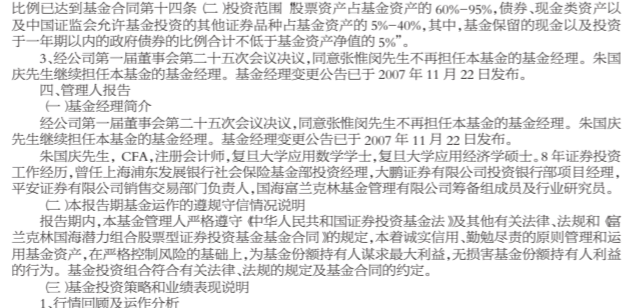 比例已达到基金合同第十四条(二)投资范围“股票资产占基金资产的60%-95%,债券、现金类资产以
及中国证监会允许基金投资的其他证券品种占基金资产的5%-40%,其中,基金保留的现金以及投资
于一年期以内的政府债券的比例合计不低于基金资产净值的5%”。
3、经公司第一届董事会第二十五次会议决议,同意张惟闵先生不再担任本基金的基金经理。朱国
庆先生继续担任本基金的基金经理。基金经理变更公告已于2007年11月22日发布。
四、管理人报告
(一)基金经理简介
经公司第一届董事会第二十五次会议决议,同意张惟闵先生不再担任本基金的基金经理。朱国庆
先生继续担任本基金的基金经理。基金经理变更公告已于2007年11月22日发布。
朱国庆先生,CFA,注册会计师,复旦大学应用数学学士,复旦大学应用经济学硕士。8年证券投资
工作经历,曾任上海浦东发展银行社会保险基金部投资经理,大鹏证券有限公司投资银行部项目经理,
平安证券有限公司销售交易部门负责人,国海富兰克林基金管理有限公司筹备组成员及行业研究员。
(二)本报告期基金运作的遵规守信情况说明
报告期内,本基金管理人严格遵守《中华人民共和国证券投资基金法》及其他有关法律、法规和《富
兰克林国海潜力组合股票型证券投资基金基金合同》的规定,本着诚实信用、勤勉尽责的原则管理和运
用基金资产,在严格控制风险的基础上,为基金份额持有人谋求最大利益,无损害基金份额持有人利益
的行为。基金投资组合符合有关法律、法规的规定及基金合同的约定。
(三)基金投资策略和业绩表现说明
1、行情回顾及运作分析